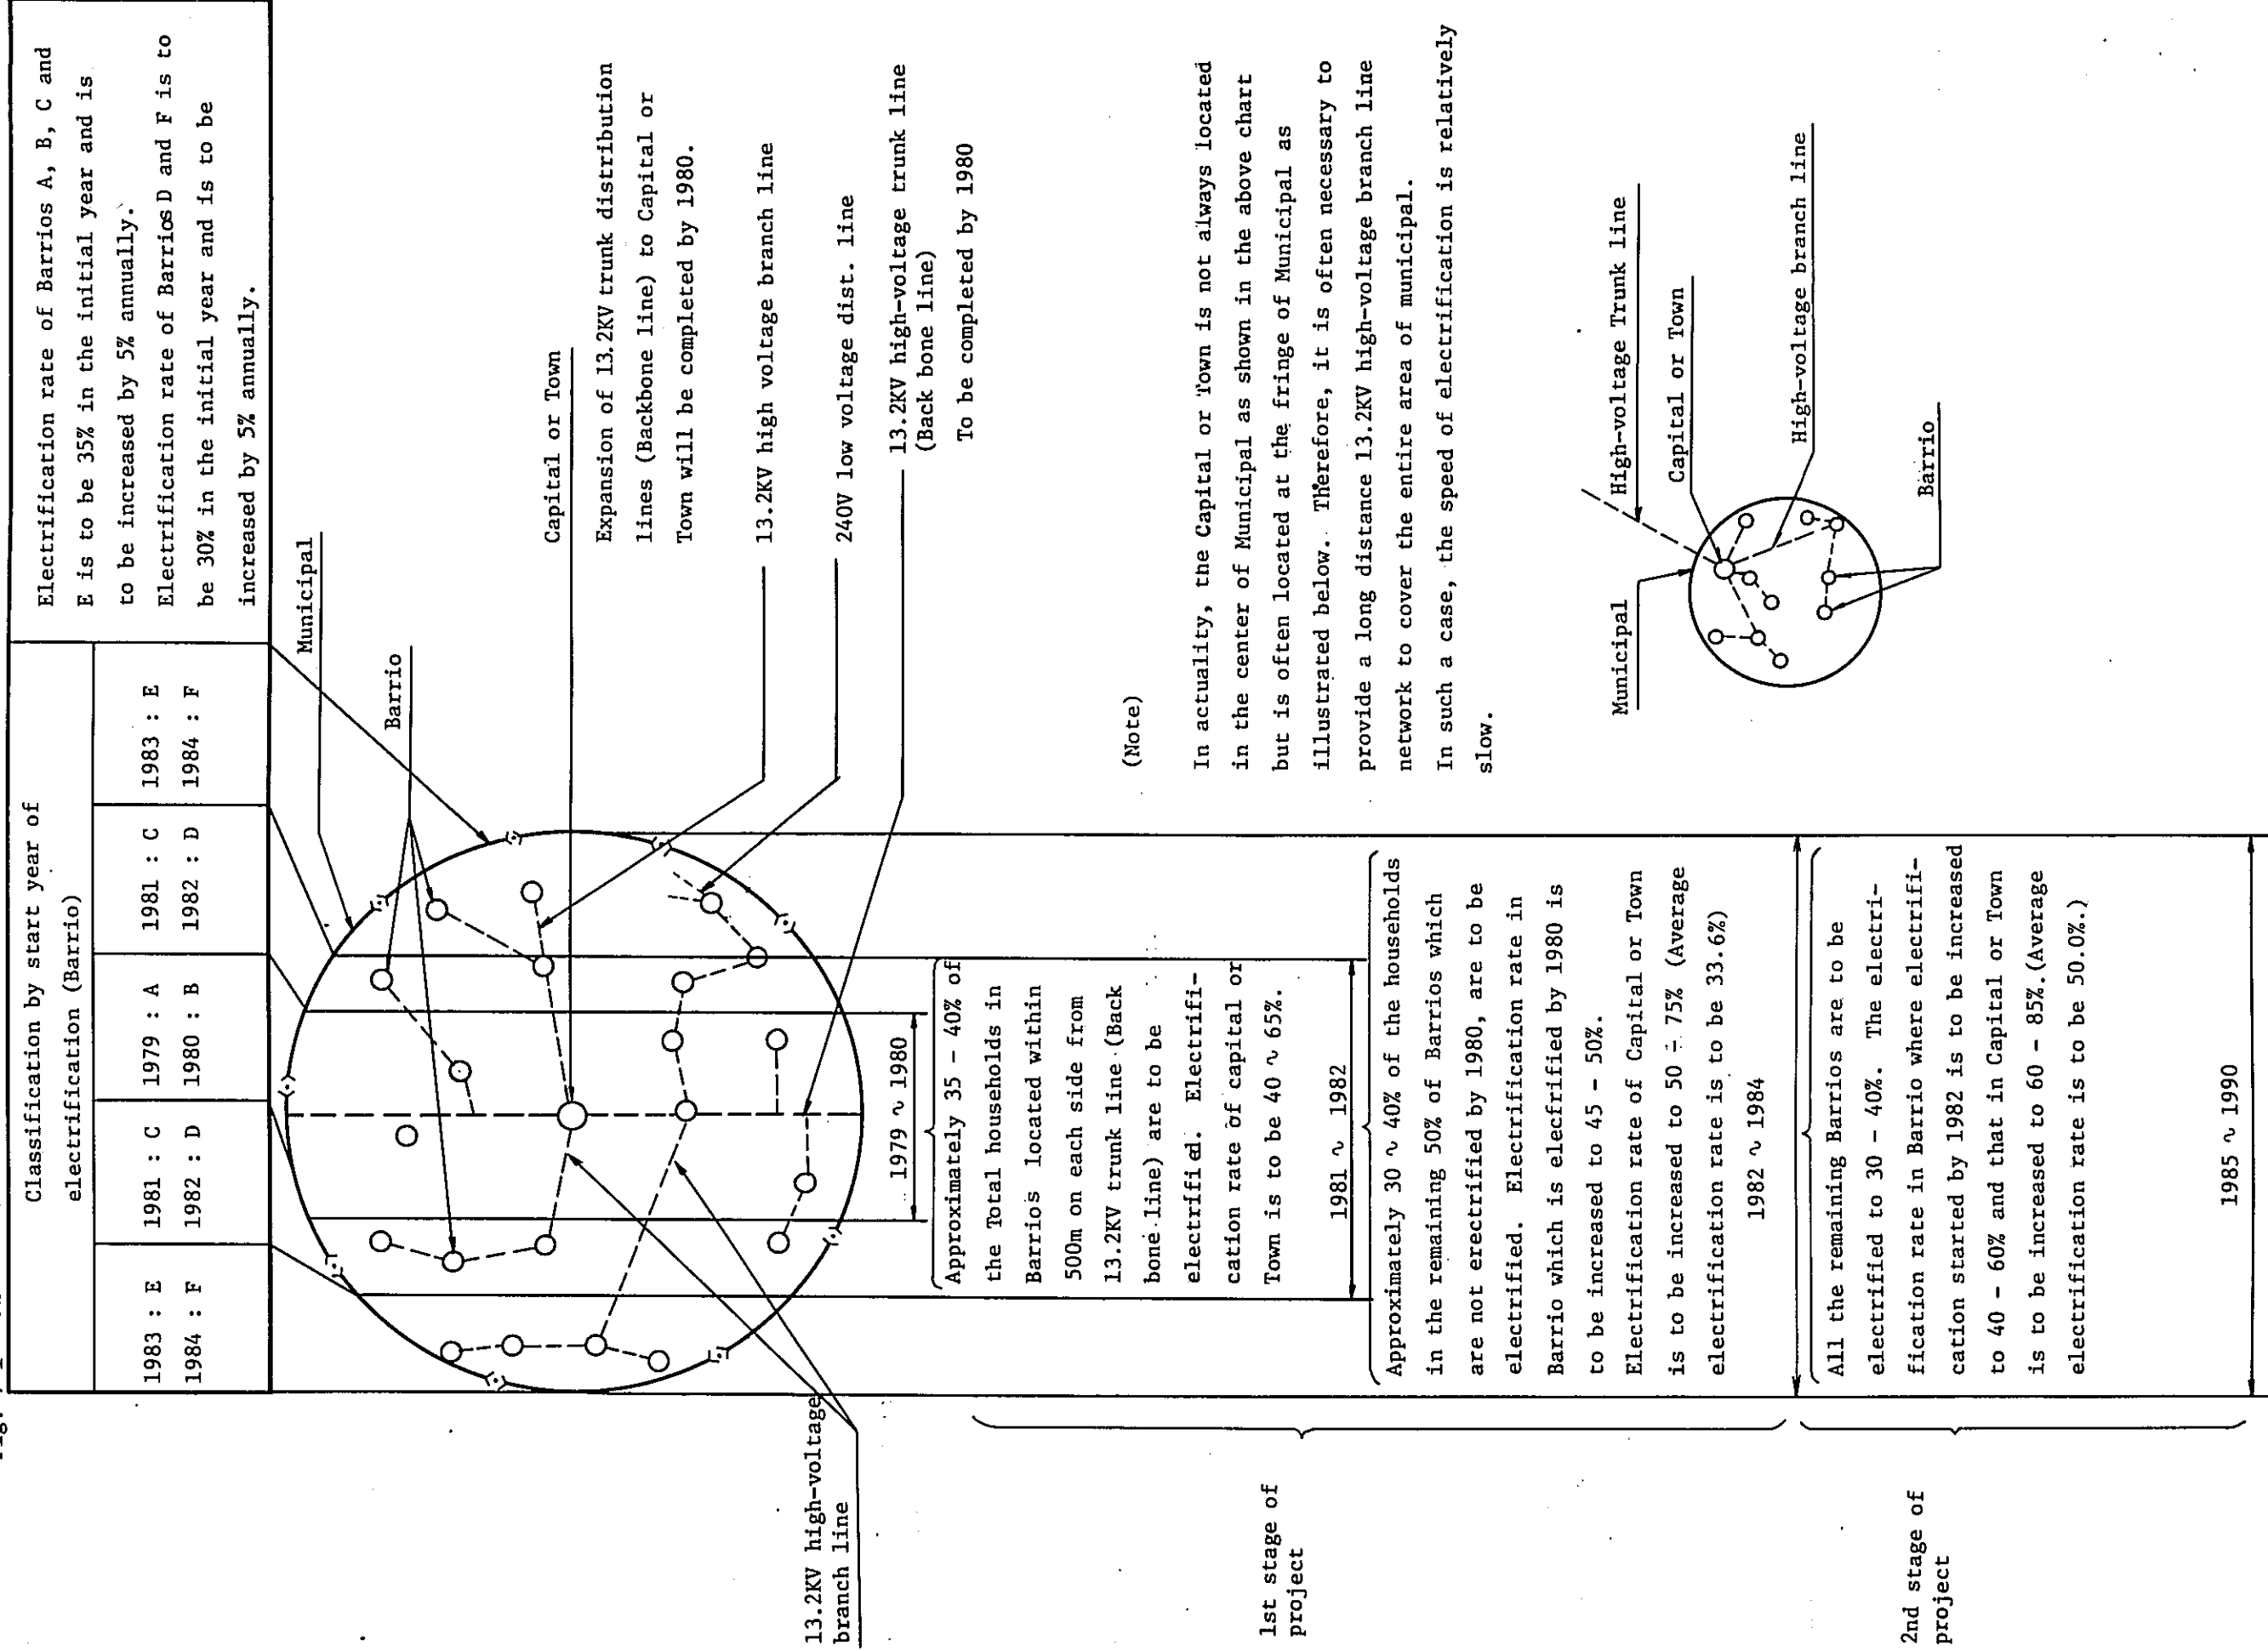 Classification by start year of
electrification (Barrio)
1983 : E
1984 : F
1981 : C
1982 : D
1979 : A
1980 : B
1981 : C
1982 : D
1983 : E
1984 : F
Electrification rate of Barrios A, B, C and
E is to be 35% in the initial year and is
to be increased by 5% annually.
Electrification rate of Barrios D and F is to
be 30% in the initial year and is to be
increased by 5% annually.
Municipal
Barrio
Capital or Town
Expansion of 13.2KV trunk distribution
lines (Backbone line) to Capital or
Town will be completed by 1980.
13.2KV high voltage branch line
240V low voltage dist. line
13.2KV high-voltage trunk line
(Back bone line)
To be completed by 1980
13.2KV high-voltage
branch line
1979 ~ 1980
Approximately 35 - 40% of
the Total households in
Barrios located within
500m on each side from
13.2KV trunk line (Back
bone line) are to be
electrified. Electrifi-
cation rate of capital or
Town is to be 40 ~ 65%.
1981 ~ 1982
Approximately 30 ~ 40% of the households
in the remaining 50% of Barrios which
are not erectrified by 1980, are to be
electrified. Electrification rate in
Barrio which is elecfrified by 1980 is
to be increased to 45 - 50%.
Electrification rate of Capital or Town
is to be increased to 50 ÷ 75% (Average
electrification rate is to be 33.6%)
1982 ~ 1984
All the remaining Barrios are to be
electrified to 30 - 40%. The electri-
fication rate in Barrio where electrifi-
cation started by 1982 is to be increased
to 40 - 60% and that in Capital or Town
is to be increased to 60 - 85%.(Average
electrification rate is to be 50.0%.)
1985 ~ 1990
1st stage of
project
2nd stage of
project
(Note)
In actuality, the Capital or Town is not always located
in the center of Municipal as shown in the above chart
but is often located at the fringe of Municipal as
illustrated below. Therefore, it is often necessary to
provide a long distance 13.2KV high-voltage branch line
network to cover the entire area of municipal.
In such a case, the speed of electrification is relatively
slow.
Municipal
High-voltage Trunk line
Capital or Town
High-voltage branch line
Barrio